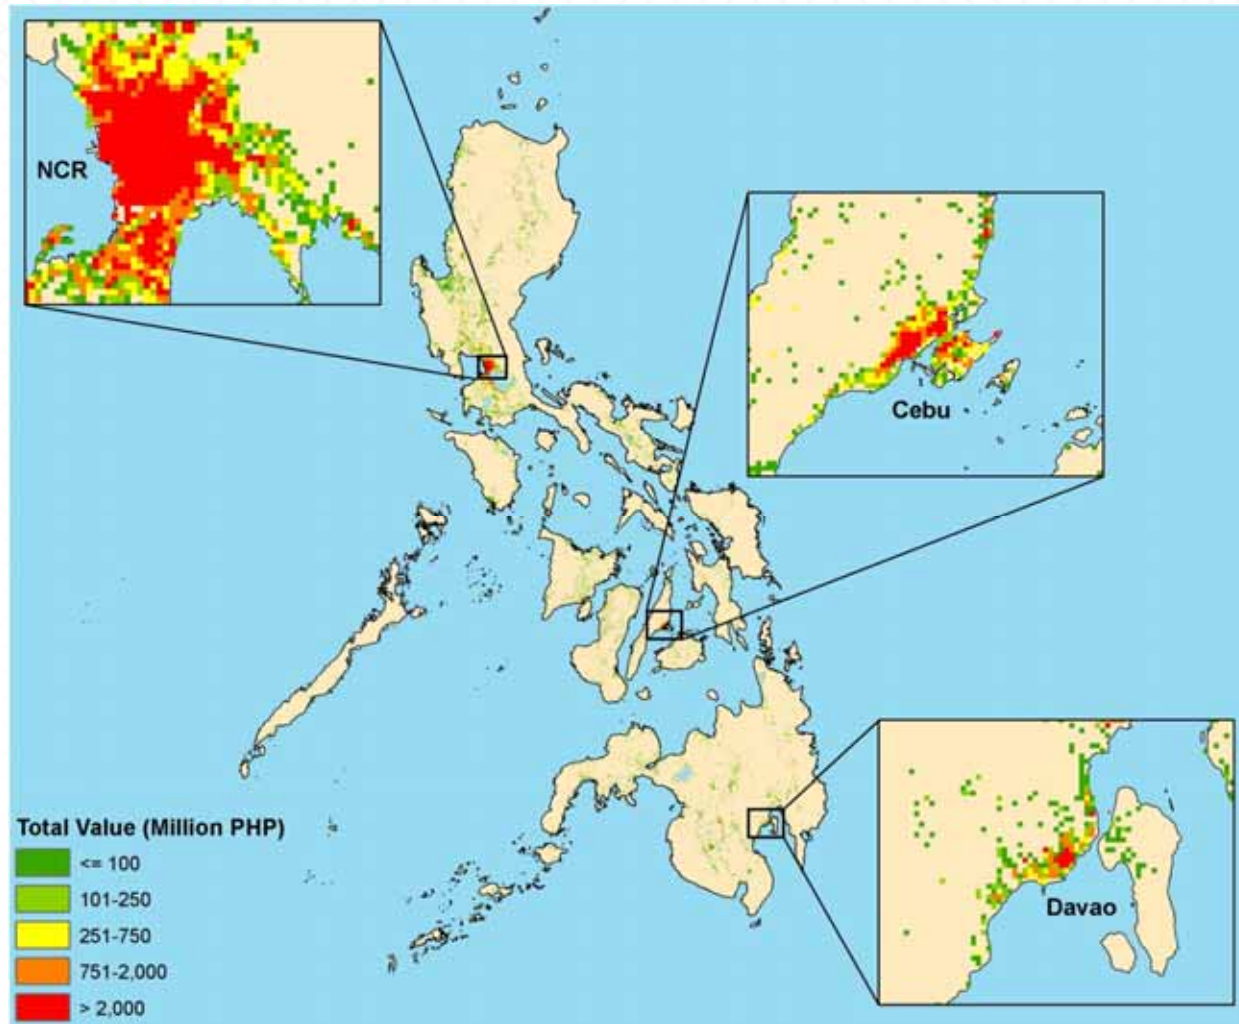 NCR
Cebu
Davao
Total Value (Million PHP)
<= 100
101-250
251-750
751-2,000
> 2,000